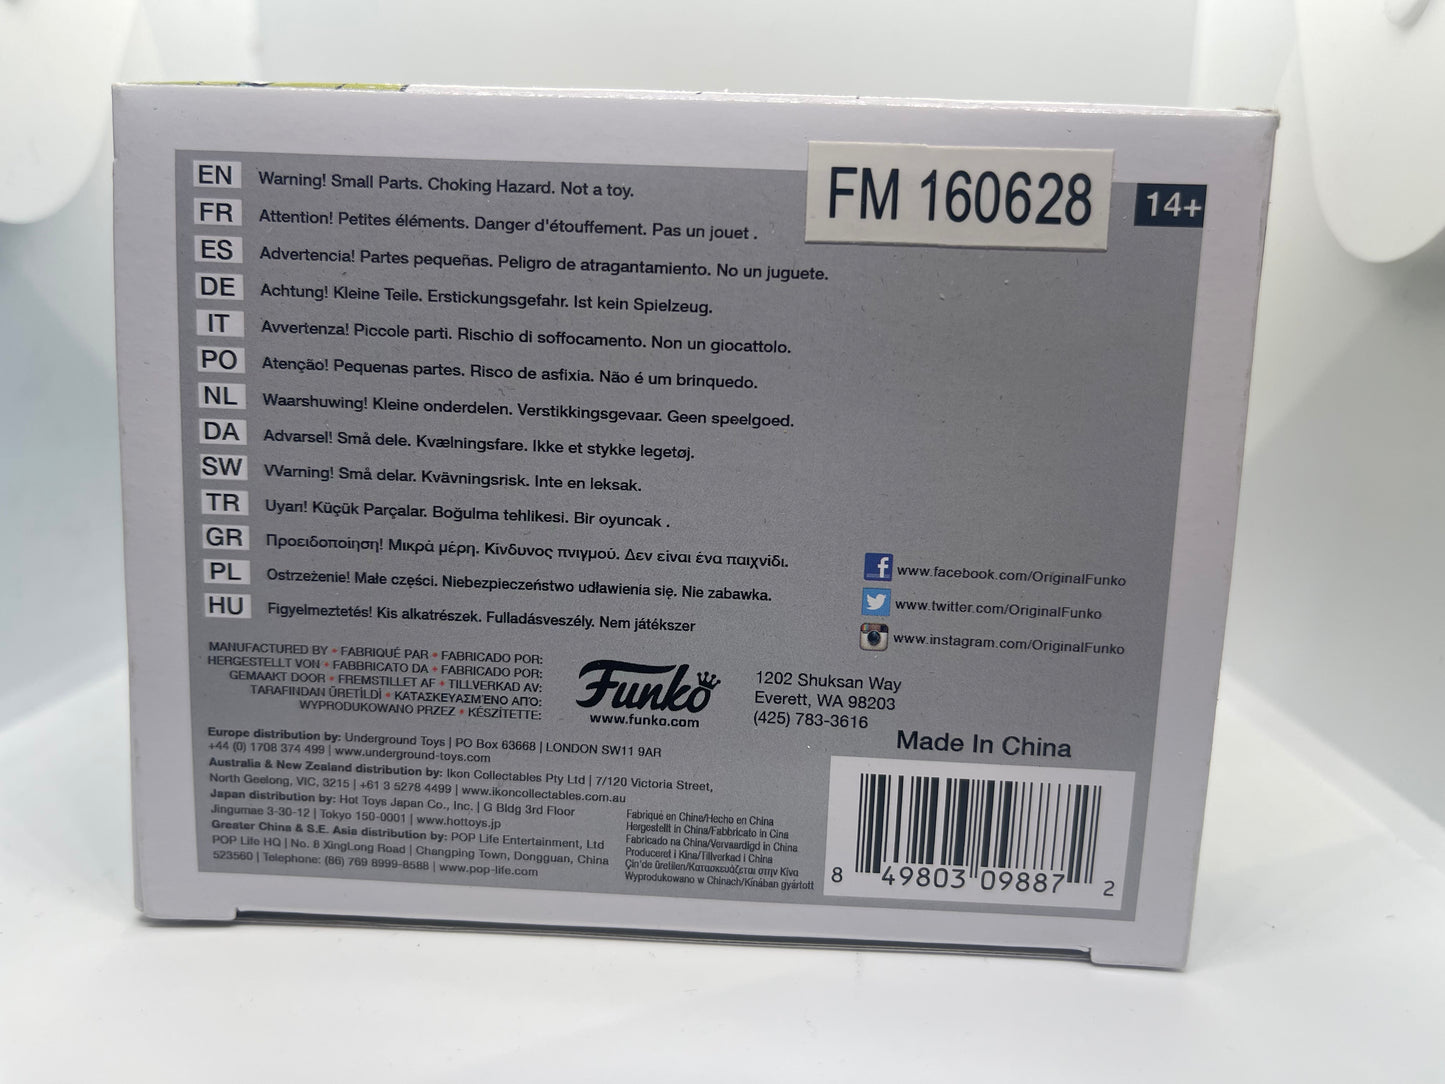 FM 160628
14+
EN Warning! Small Parts. Choking Hazard. Not a toy.
FR Attention! Petites éléments. Danger d'étouffement. Pas un jouet .
ES Advertencia! Partes pequeñas. Peligro de atragantamiento. No un juguete.
DE Achtung! Kleine Teile. Erstickungsgefahr. Ist kein Spielzeug.
IT Avvertenza! Piccole parti. Rischio di soffocamento. Non un giocattolo.
PO Atenção! Pequenas partes. Risco de asfixia. Não é um brinquedo.
NL Waarshuwing! Kleine onderdelen. Verstikkingsgevaar. Geen speelgoed.
DA Advarsel! Små dele. Kvælningsfare. Ikke et stykke legetøj.
SW Warning! Små delar. Kvävningsrisk. Inte en leksak.
TR Uyarı! Küçük Parçalar. Boğulma tehlikesi. Bir oyuncak .
GR Προειδοποίηση! Μικρά μέρη. Κίνδυνος πνιγμού. Δεν είναι ένα παιχνίδι.
PL Ostrzeżenie! Małe części. Niebezpieczeństwo udławienia się. Nie zabawka.
HU Figyelmeztetés! Kis alkatrészek. Fulladásveszély. Nem játékszer
www.facebook.com/OriginalFunko
www.twitter.com/OriginalFunko
www.instagram.com/OriginalFunko
MANUFACTURED BY • FABRIQUÉ PAR • FABRICADO POR:
HERGESTELLT VON • FABBRICATO DA • FABRICADO POR:
GEMAAKT DOOR • FREMSTILLET AF • TILLVERKAD AV:
TARAFINDAN ÜRETİLDİ • ΚΑΤΑΣΚΕΥΑΣΜΈΝΟ ΑΠΌ:
WYPRODUKOWANO PRZEZ • KÉSZÍTETTE:
Funko
www.funko.com
1202 Shuksan Way
Everett, WA 98203
(425) 783-3616
Made In China
Europe distribution by: Underground Toys | PO Box 63668 | LONDON SW11 9AR
+44 (0) 1708 374 499 | www.underground-toys.com
Australia & New Zealand distribution by: Ikon Collectables Pty Ltd | 7/120 Victoria Street,
North Geelong, VIC, 3215 | +61 3 5278 4499 | www.ikoncollectables.com.au
Japan distribution by: Hot Toys Japan Co., Inc. | G Bldg 3rd Floor
Jingumae 3-30-12 | Tokyo 150-0001 | www.hottoys.jp
Greater China & S.E. Asia distribution by: POP Life Entertainment, Ltd
POP Life HQ | No. 8 XingLong Road | Changping Town, Dongguan, China
523560 | Telephone: (86) 769 8999-8588 | www.pop-life.com
Fabriqué en Chine/Hecho en China
Hergestellt in China/Fabbricato in Cina
Fabricado na China/Vervaardigd in China
Produceret i Kina/Tillverkad i China
Çin'de üretilen/Κατασκευάζεται στην Κίνα
Wyprodukowano w Chinach/Kínában gyártott
8 49803 09887 2